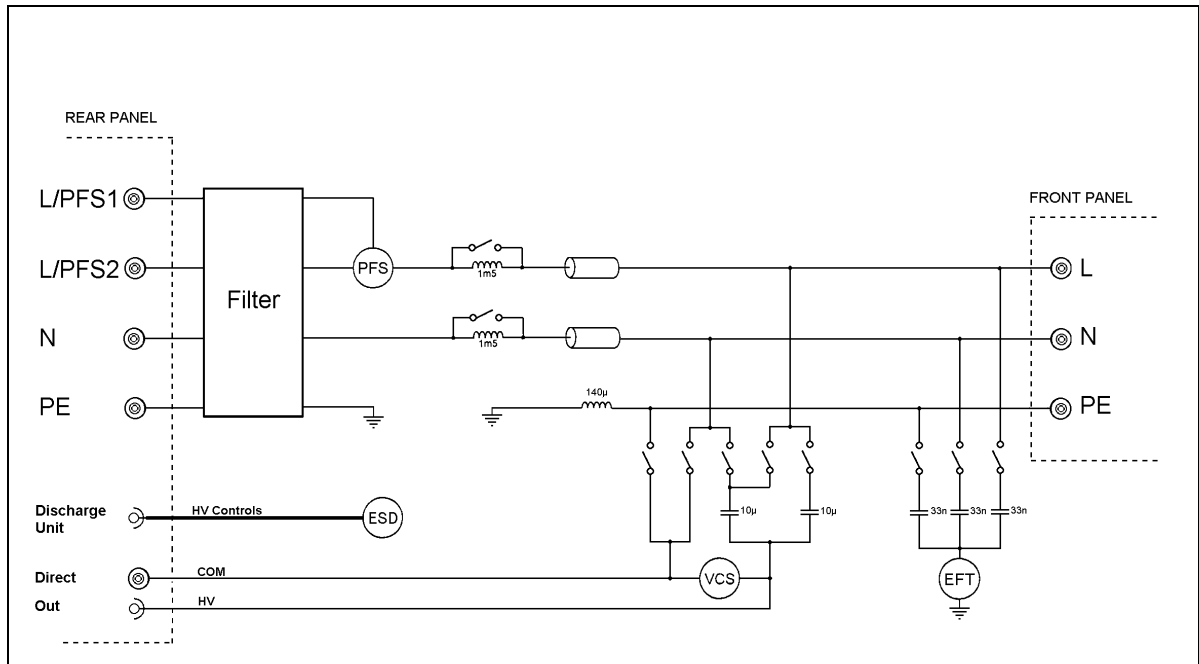 REAR PANEL
FRONT PANEL
L/PFS1
L/PFS2
PFS
1m5
L
Filter
N
1m5
N
PE
140µ
PE
Discharge
Unit
HV Controls
ESD
10µ
10µ
33n
33n
33n
Direct
COM
VCS
EFT
Out
HV